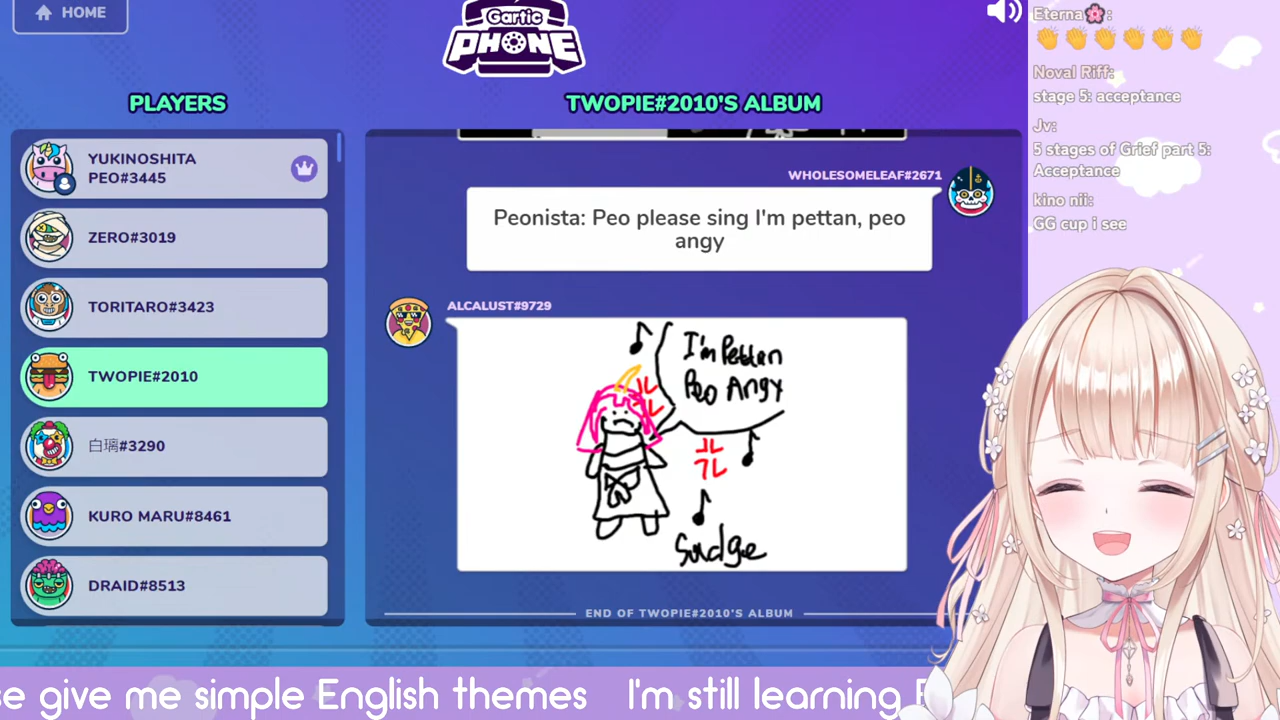 HOME
Gartic
PHONE
PLAYERS
TWOPIE#2010'S ALBUM
YUKINOSHITA
PEO#3445
ZERO#3019
TORITARO#3423
TWOPIE#2010
白璃#3290
KURO MARU#8461
DRAID#8513
WHOLESOMELEAF#2671
Peonista: Peo please sing I'm pettan, peo
angy
ALCALUST#9729
I'm Pettan
Peo Angy
Sadge
END OF TWOPIE#2010'S ALBUM
Eterna🌸:
👏👏👏👏👏👏
Noval Riff:
stage 5: acceptance
Jv:
5 stages of Grief part 5:
Acceptance
kino nii:
GG cup i see
se give me simple English themes I'm still learning